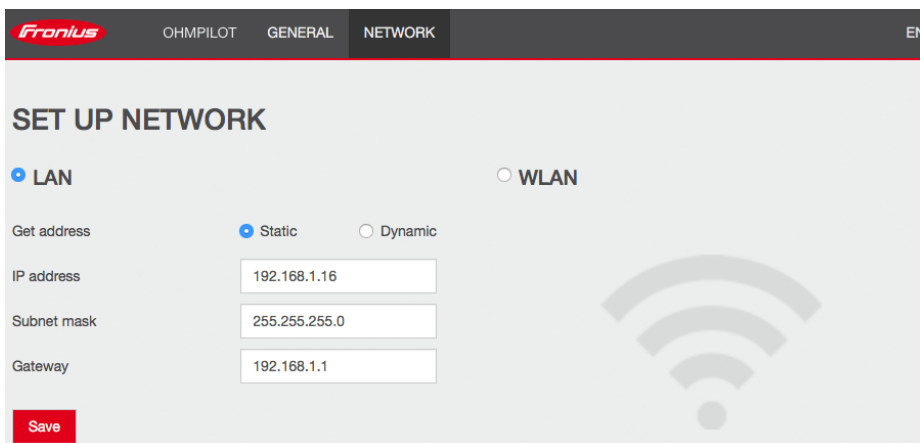 Fronius OHMPILOT GENERAL NETWORK EN
SET UP NETWORK
LAN WLAN
Get address Static Dynamic
IP address 192.168.1.16
Subnet mask 255.255.255.0
Gateway 192.168.1.1
Save